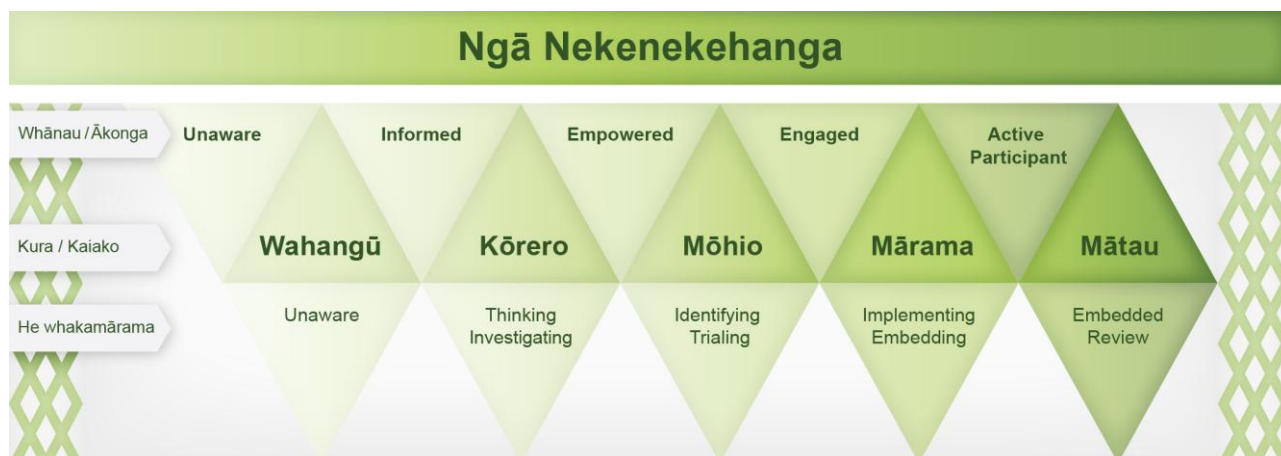 Ngā Nekenekehanga
Whānau / Ākonga
Unaware
Informed
Empowered
Engaged
Active
Participant
Kura / Kaiako
Wahangū
Kōrero
Mōhio
Mārama
Mātau
He whakamārama
Unaware
Thinking
Investigating
Identifying
Trialing
Implementing
Embedding
Embedded
Review